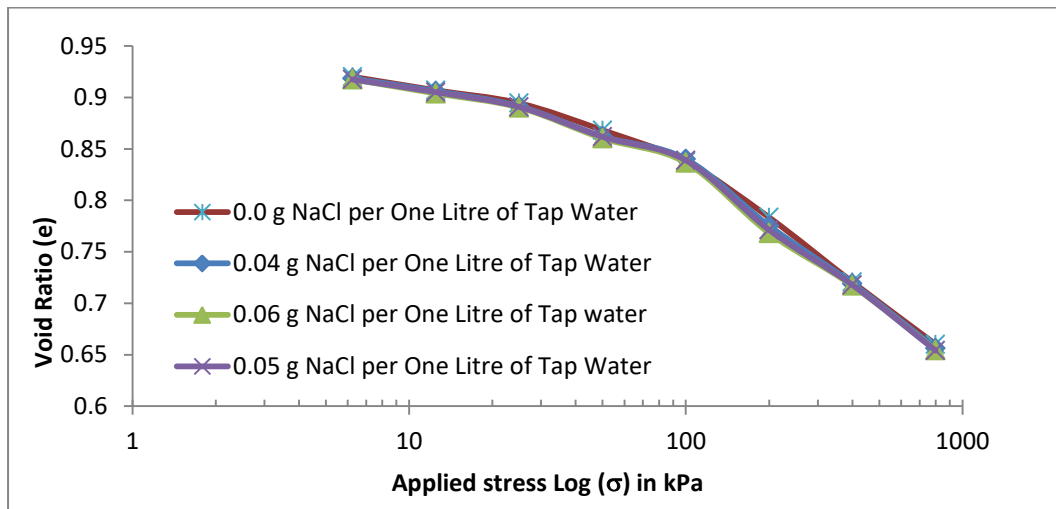 0.95
0.9
0.85
0.8
0.75
0.7
0.65
0.6
Void Ratio (e)
0.0 g NaCl per One Litre of Tap Water
0.04 g NaCl per One Litre of Tap Water
0.06 g NaCl per One Litre of Tap water
0.05 g NaCl per One Litre of Tap Water
1 10 100 1000
Applied stress Log (σ) in kPa